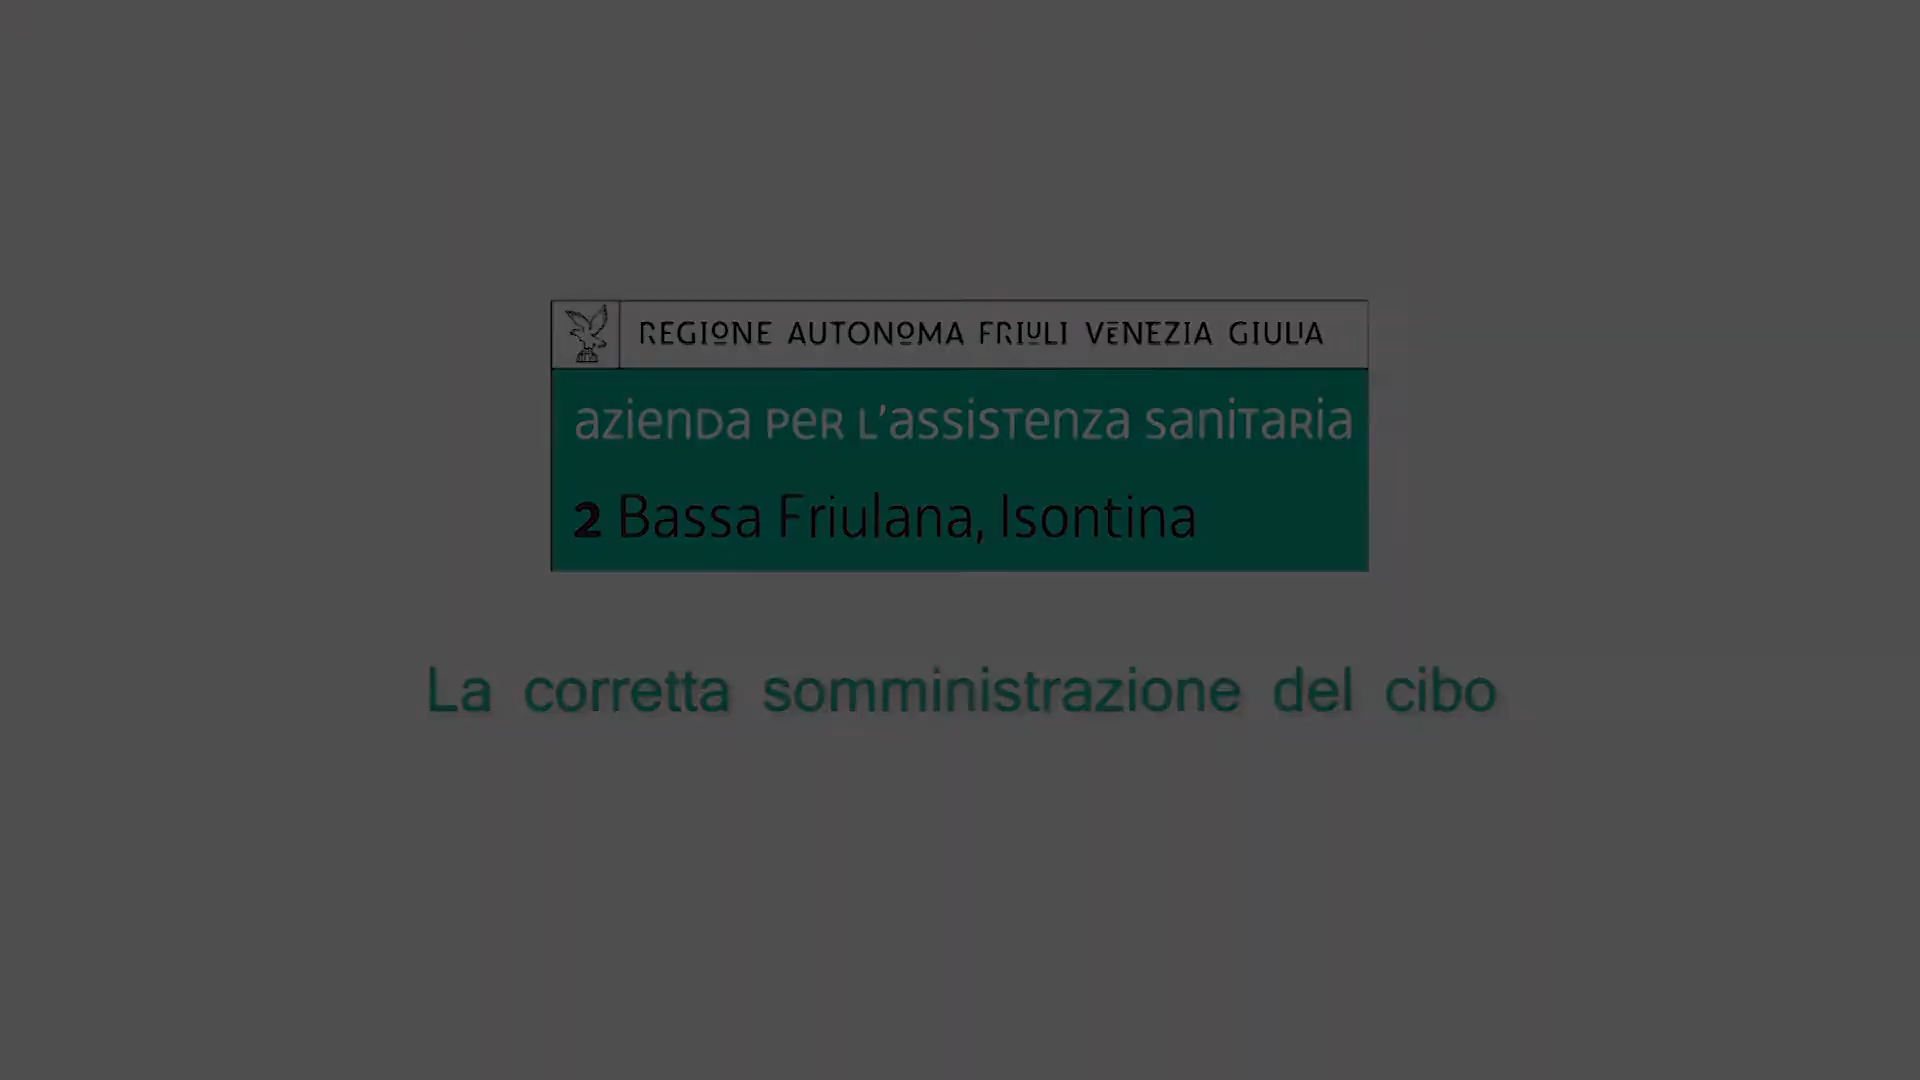 REGIONE AUTONOMA FRIULI VENEZIA GIULIA
azienda per l'assistenza sanitaria
2 Bassa Friulana, Isontina
La corretta somministrazione del cibo